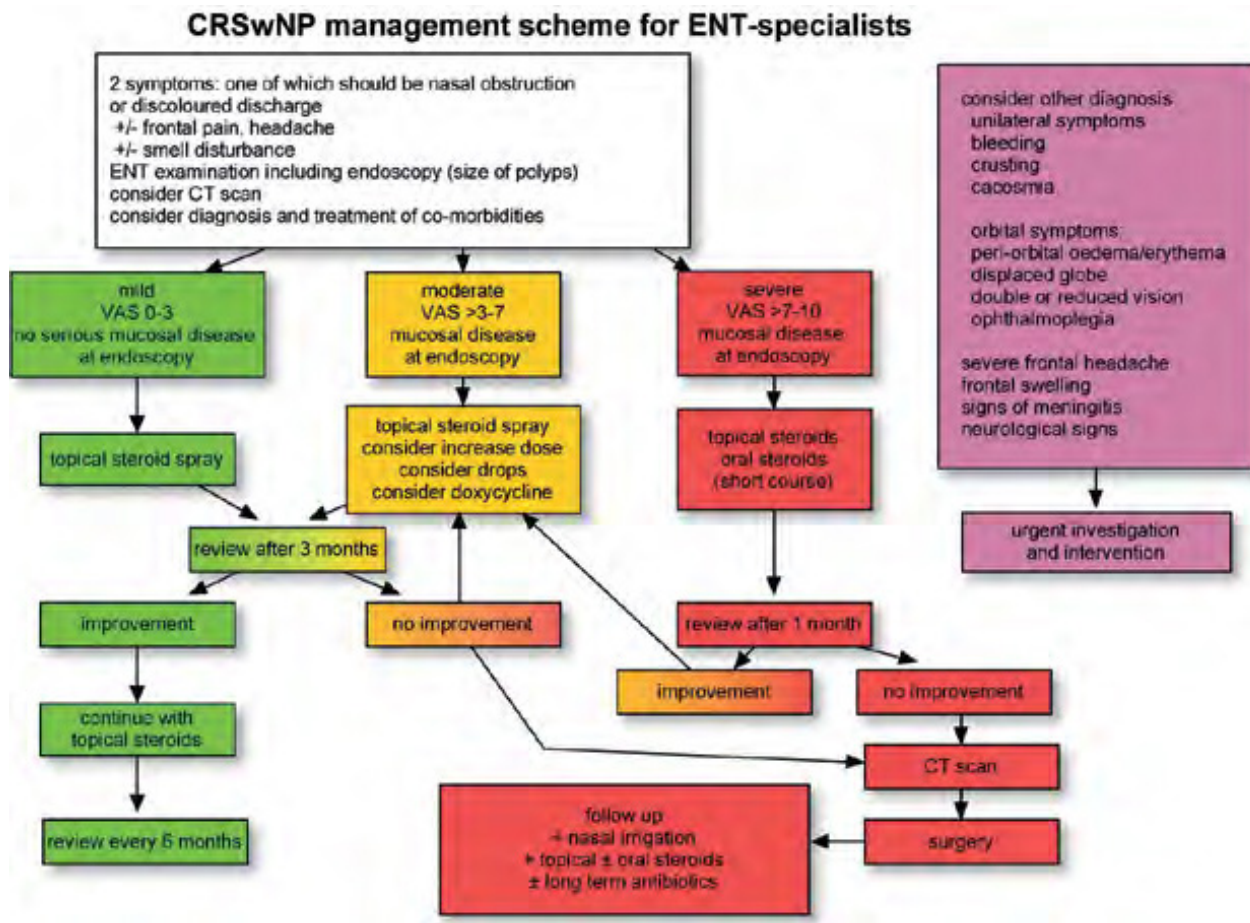 CRSwNP management scheme for ENT-specialists
2 symptoms: one of which should be nasal obstruction
or discoloured discharge
+/- frontal pain, headache
+/- smell disturbance
ENT examination including endoscopy (size of polyps)
consider CT scan
consider diagnosis and treatment of co-morbidities
mild
VAS 0-3
no serious mucosal disease
at endoscopy
moderate
VAS >3-7
mucosal disease
at endoscopy
severe
VAS >7-10
mucosal disease
at endoscopy
topical steroid spray
topical steroid spray
consider increase dose
consider drops
consider doxycycline
topical steroids
oral steroids
(short course)
review after 3 months
improvement
no improvement
review after 1 month
improvement
no improvement
continue with
topical steroids
CT scan
review every 6 months
follow up
+ nasal irrigation
+ topical ± oral steroids
± long term antibiotics
surgery
consider other diagnosis
unilateral symptoms
bleeding
crusting
cacosmia
orbital symptoms:
peri-orbital oedema/erythema
displaced globe
double or reduced vision
ophthalmoplegia
severe frontal headache
frontal swelling
signs of meningitis
neurological signs
urgent investigation
and intervention